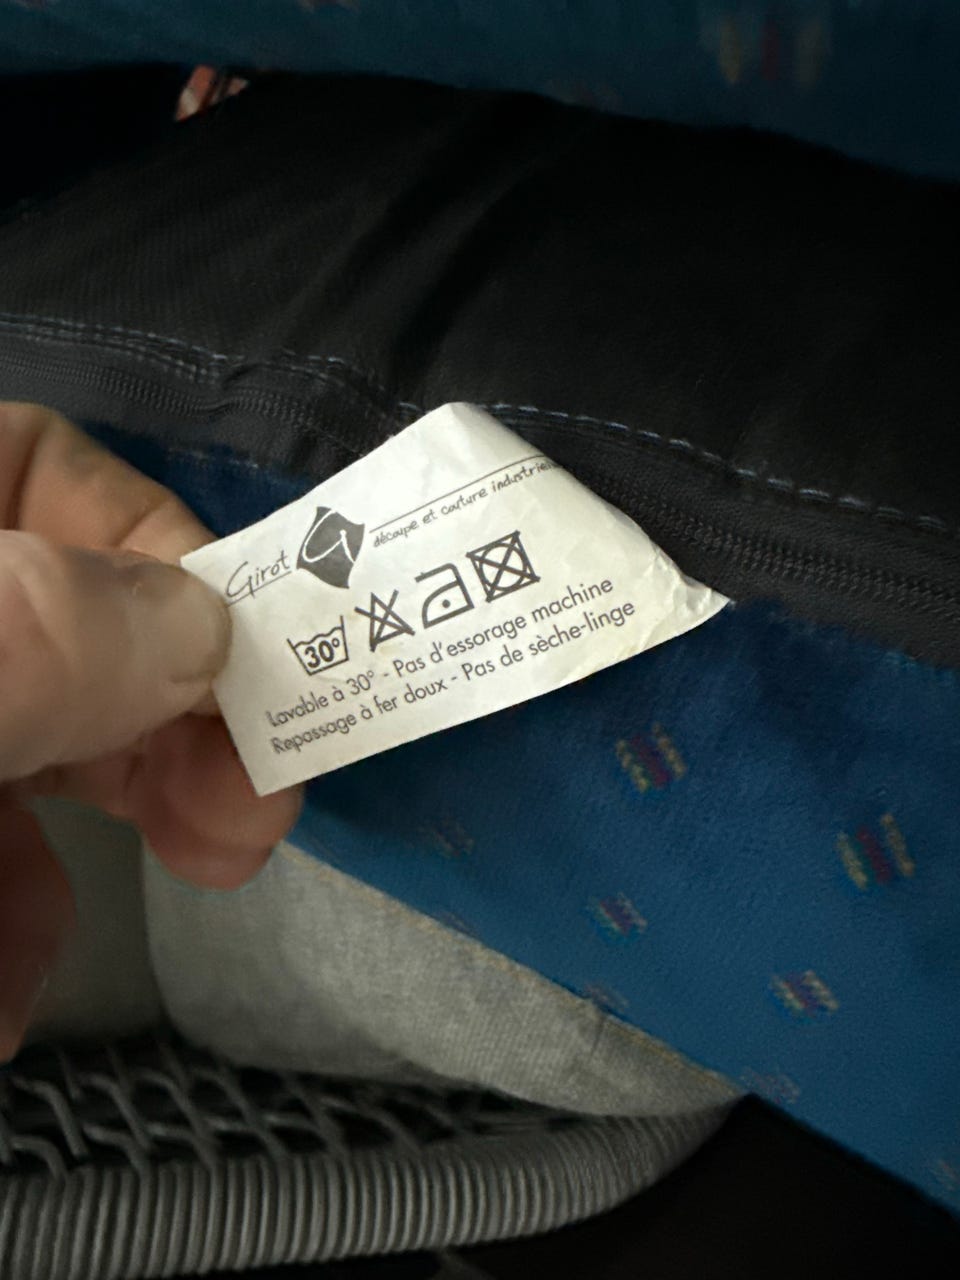 Girot
découpe et couture industrielle
30°
Lavable à 30° - Pas d'essorage machine
Repassage à fer doux - Pas de sèche-linge